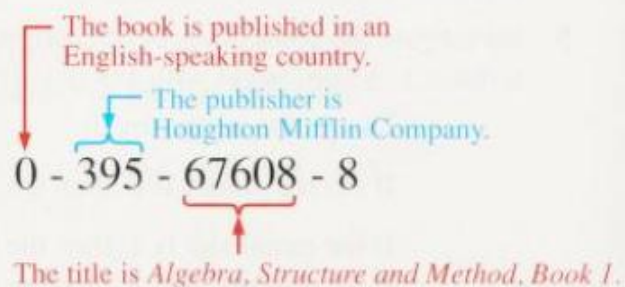 The book is published in an
English-speaking country.
The publisher is
Houghton Mifflin Company.
0 - 395 - 67608 - 8
The title is Algebra, Structure and Method, Book 1.